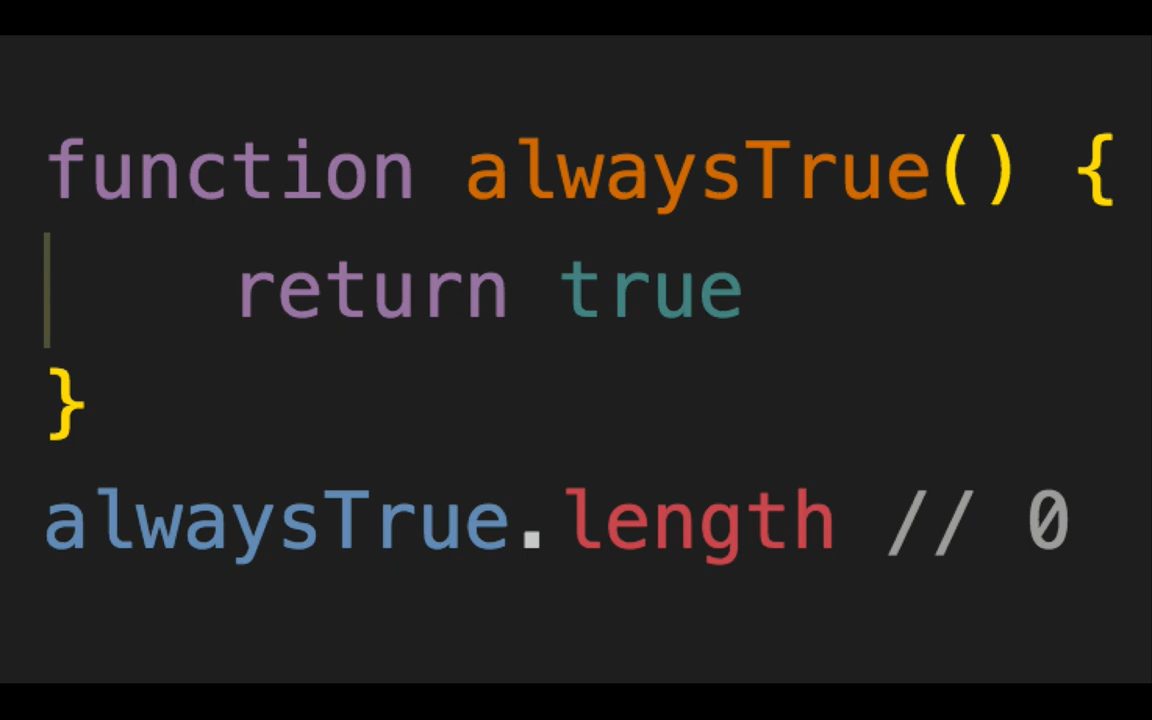 function alwaysTrue() {
    return true
}
alwaysTrue.length // 0